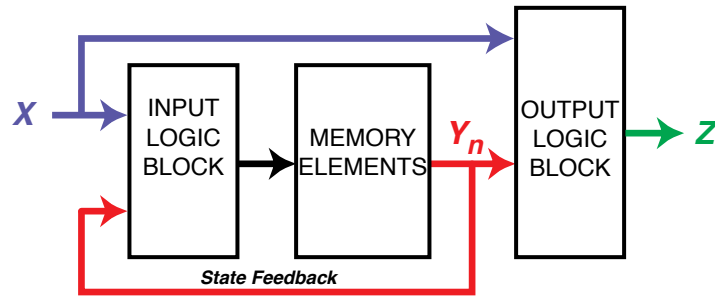 X
INPUT
LOGIC
BLOCK
MEMORY
ELEMENTS
Yn
OUTPUT
LOGIC
BLOCK
Z
State Feedback